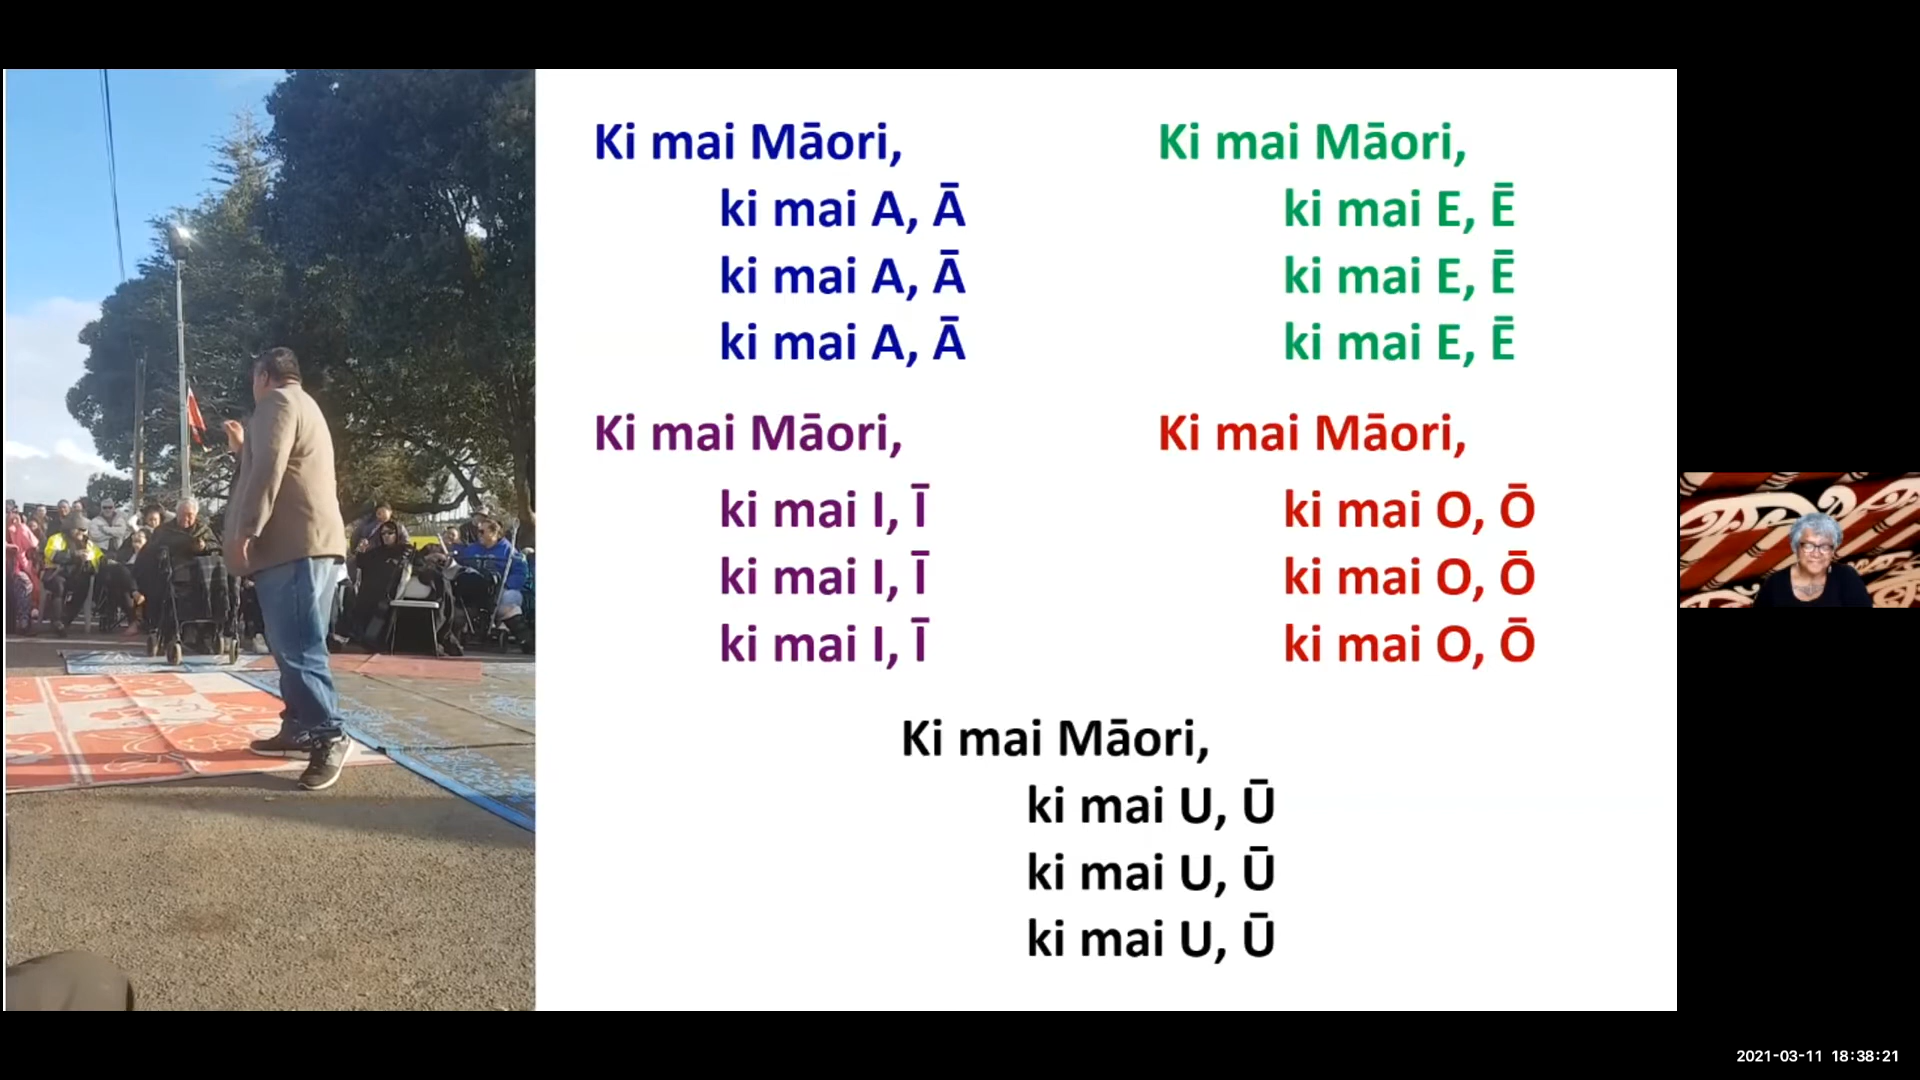 Ki mai Māori,
ki mai A, Ā
ki mai A, Ā
ki mai A, Ā
Ki mai Māori,
ki mai E, Ē
ki mai E, Ē
ki mai E, Ē
Ki mai Māori,
ki mai I, Ī
ki mai I, Ī
ki mai I, Ī
Ki mai Māori,
ki mai O, Ō
ki mai O, Ō
ki mai O, Ō
Ki mai Māori,
ki mai U, Ū
ki mai U, Ū
ki mai U, Ū
2021-03-11 18:38:21